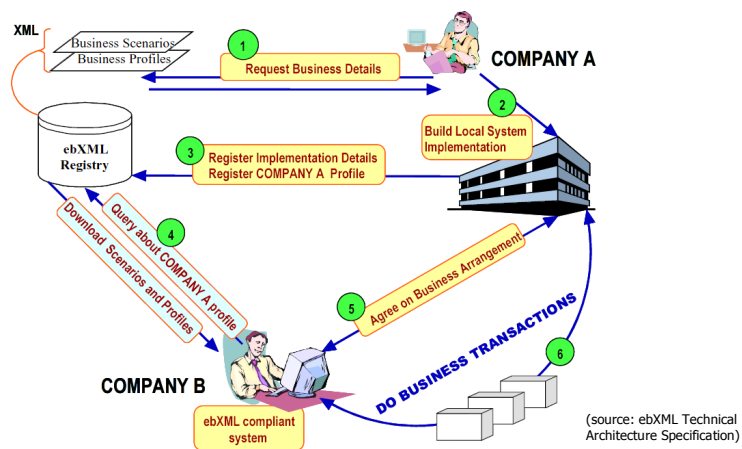 XML
Business Scenarios
Business Profiles
1
Request Business Details
COMPANY A
2
Build Local System
Implementation
ebXML
Registry
3
Register Implementation Details
Register COMPANY A Profile
4
Query about COMPANY A profile
Download Scenarios and Profiles
5
Agree on Business Arrangement
DO BUSINESS TRANSACTIONS
6
COMPANY B
ebXML compliant
system
(source: ebXML Technical
Architecture Specification)